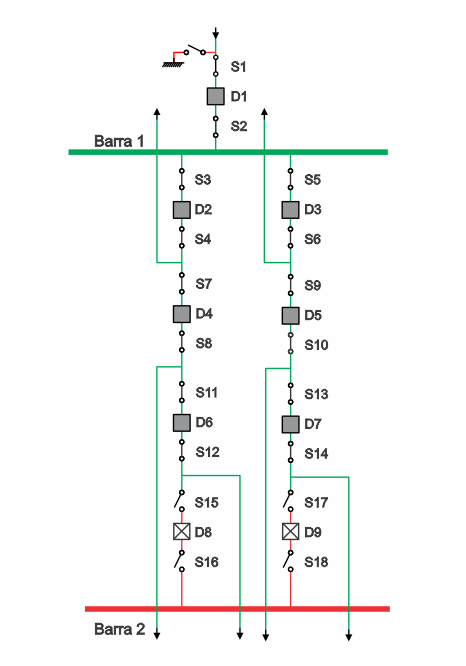 S1
D1
S2
Barra 1
S3 S5
D2 D3
S4 S6
S7 S9
D4 D5
S8 S10
S11 S13
D6 D7
S12 S14
S15 S17
D8 D9
S16 S18
Barra 2